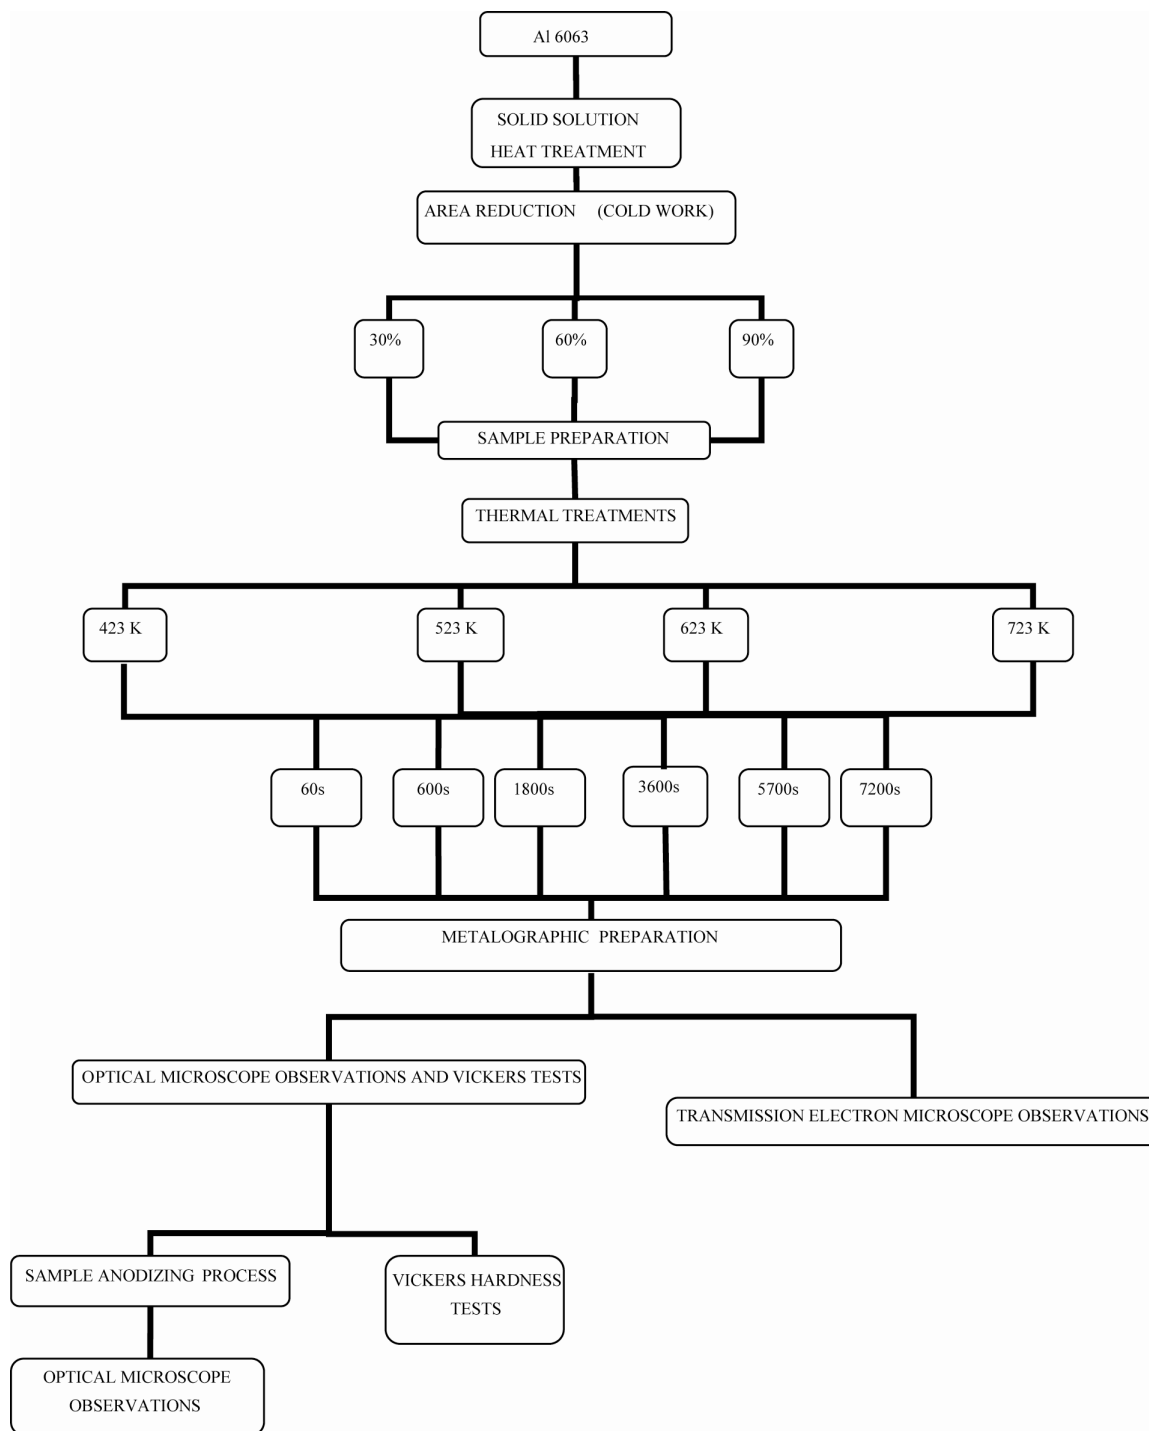 Al 6063
SOLID SOLUTION
HEAT TREATMENT
AREA REDUCTION (COLD WORK)
30%
60%
90%
SAMPLE PREPARATION
THERMAL TREATMENTS
423 K
523 K
623 K
723 K
60s
600s
1800s
3600s
5700s
7200s
METALOGRAPHIC PREPARATION
OPTICAL MICROSCOPE OBSERVATIONS AND VICKERS TESTS
TRANSMISSION ELECTRON MICROSCOPE OBSERVATIONS
SAMPLE ANODIZING PROCESS
VICKERS HARDNESS
TESTS
OPTICAL MICROSCOPE
OBSERVATIONS